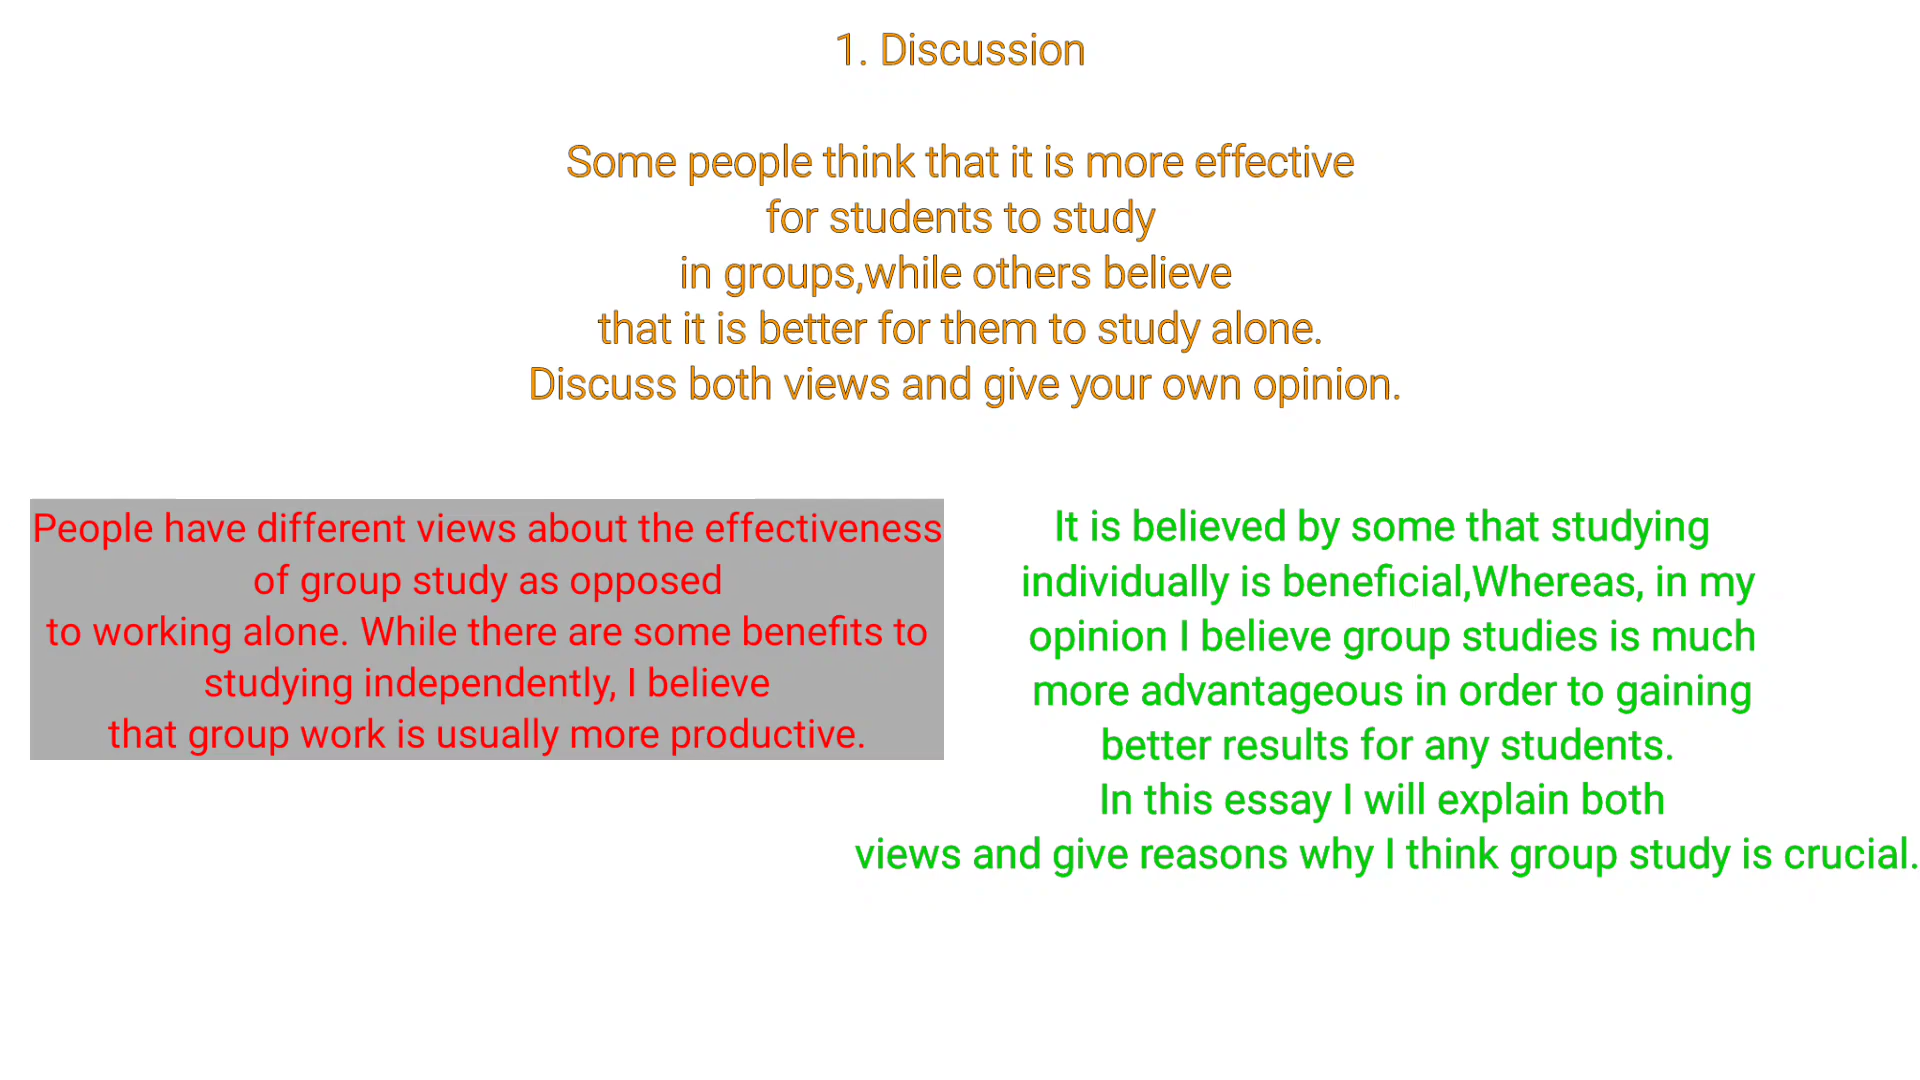 1. Discussion
Some people think that it is more effective
for students to study
in groups,while others believe
that it is better for them to study alone.
Discuss both views and give your own opinion.
People have different views about the effectiveness
of group study as opposed
to working alone. While there are some benefits to
studying independently, I believe
that group work is usually more productive.
It is believed by some that studying
individually is beneficial,Whereas, in my
opinion I believe group studies is much
more advantageous in order to gaining
better results for any students.
In this essay I will explain both
views and give reasons why I think group study is crucial.